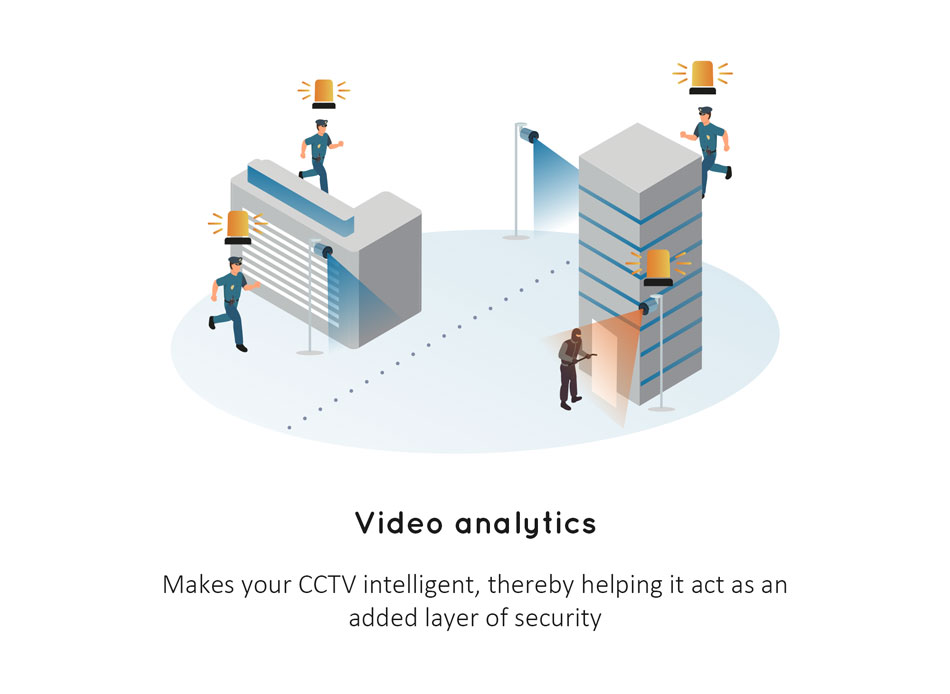 Video analytics
Makes your CCTV intelligent, thereby helping it act as an
added layer of security